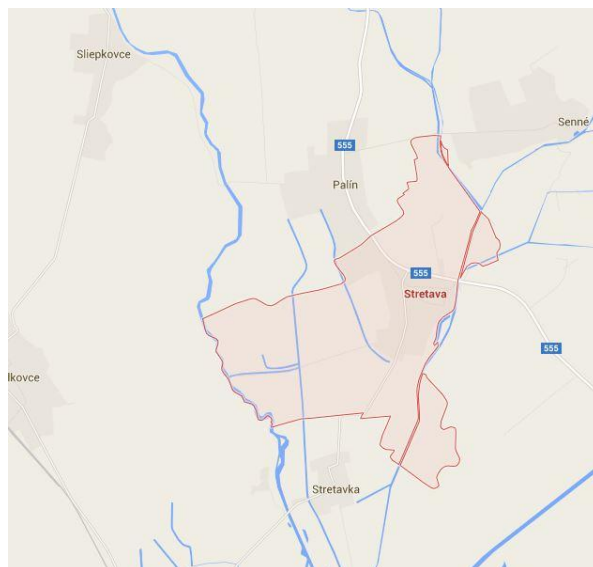 Sliepkovce
Senné
555
Palín
555
Stretava
555
lkovce
Stretavka